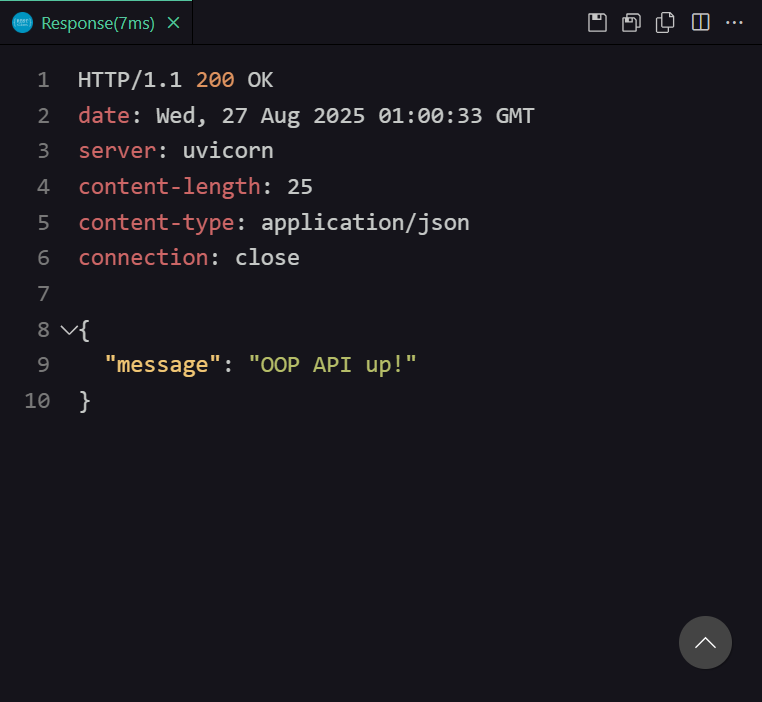 Response(7ms)
1 HTTP/1.1 200 OK
2 date: Wed, 27 Aug 2025 01:00:33 GMT
3 server: uvicorn
4 content-length: 25
5 content-type: application/json
6 connection: close
7
8 {
9 "message": "OOP API up!"
10 }